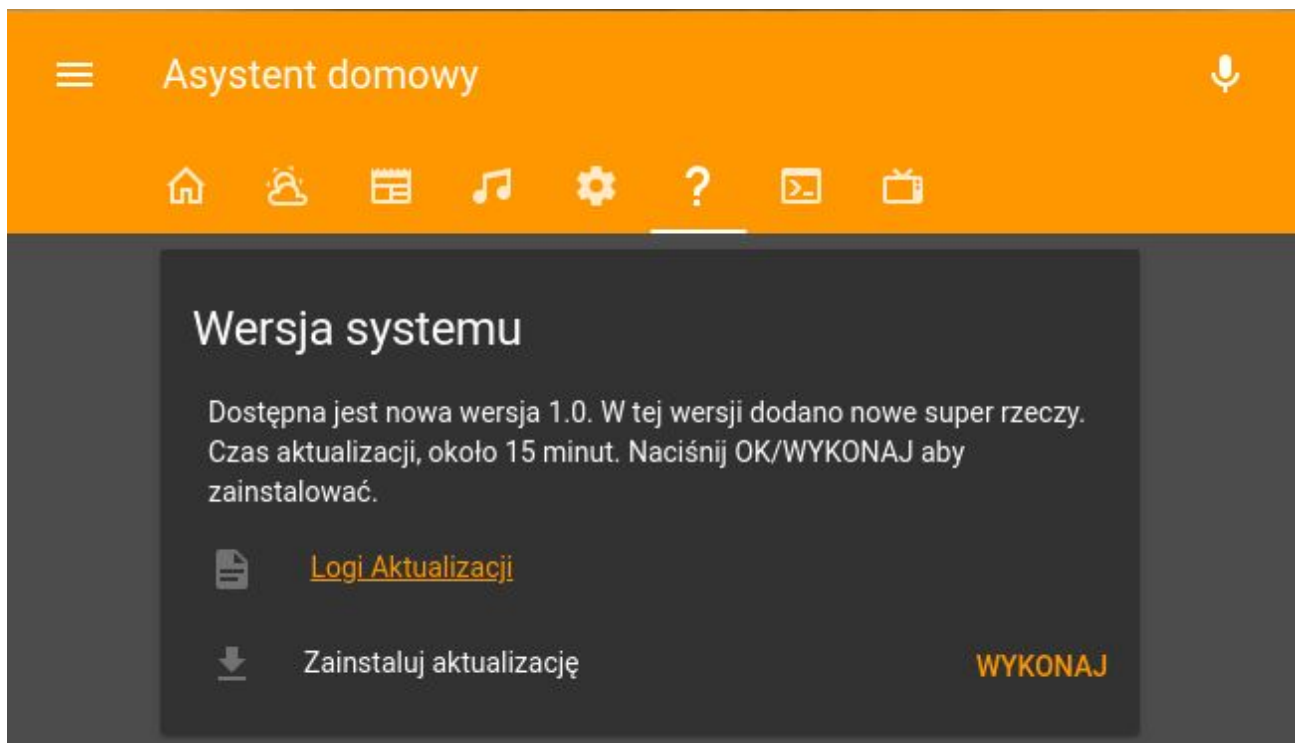 Asystent domowy
Wersja systemu
Dostępna jest nowa wersja 1.0. W tej wersji dodano nowe super rzeczy.
Czas aktualizacji, około 15 minut. Naciśnij OK/WYKONAJ aby
zainstalować.
Logi Aktualizacji
Zainstaluj aktualizację WYKONAJ